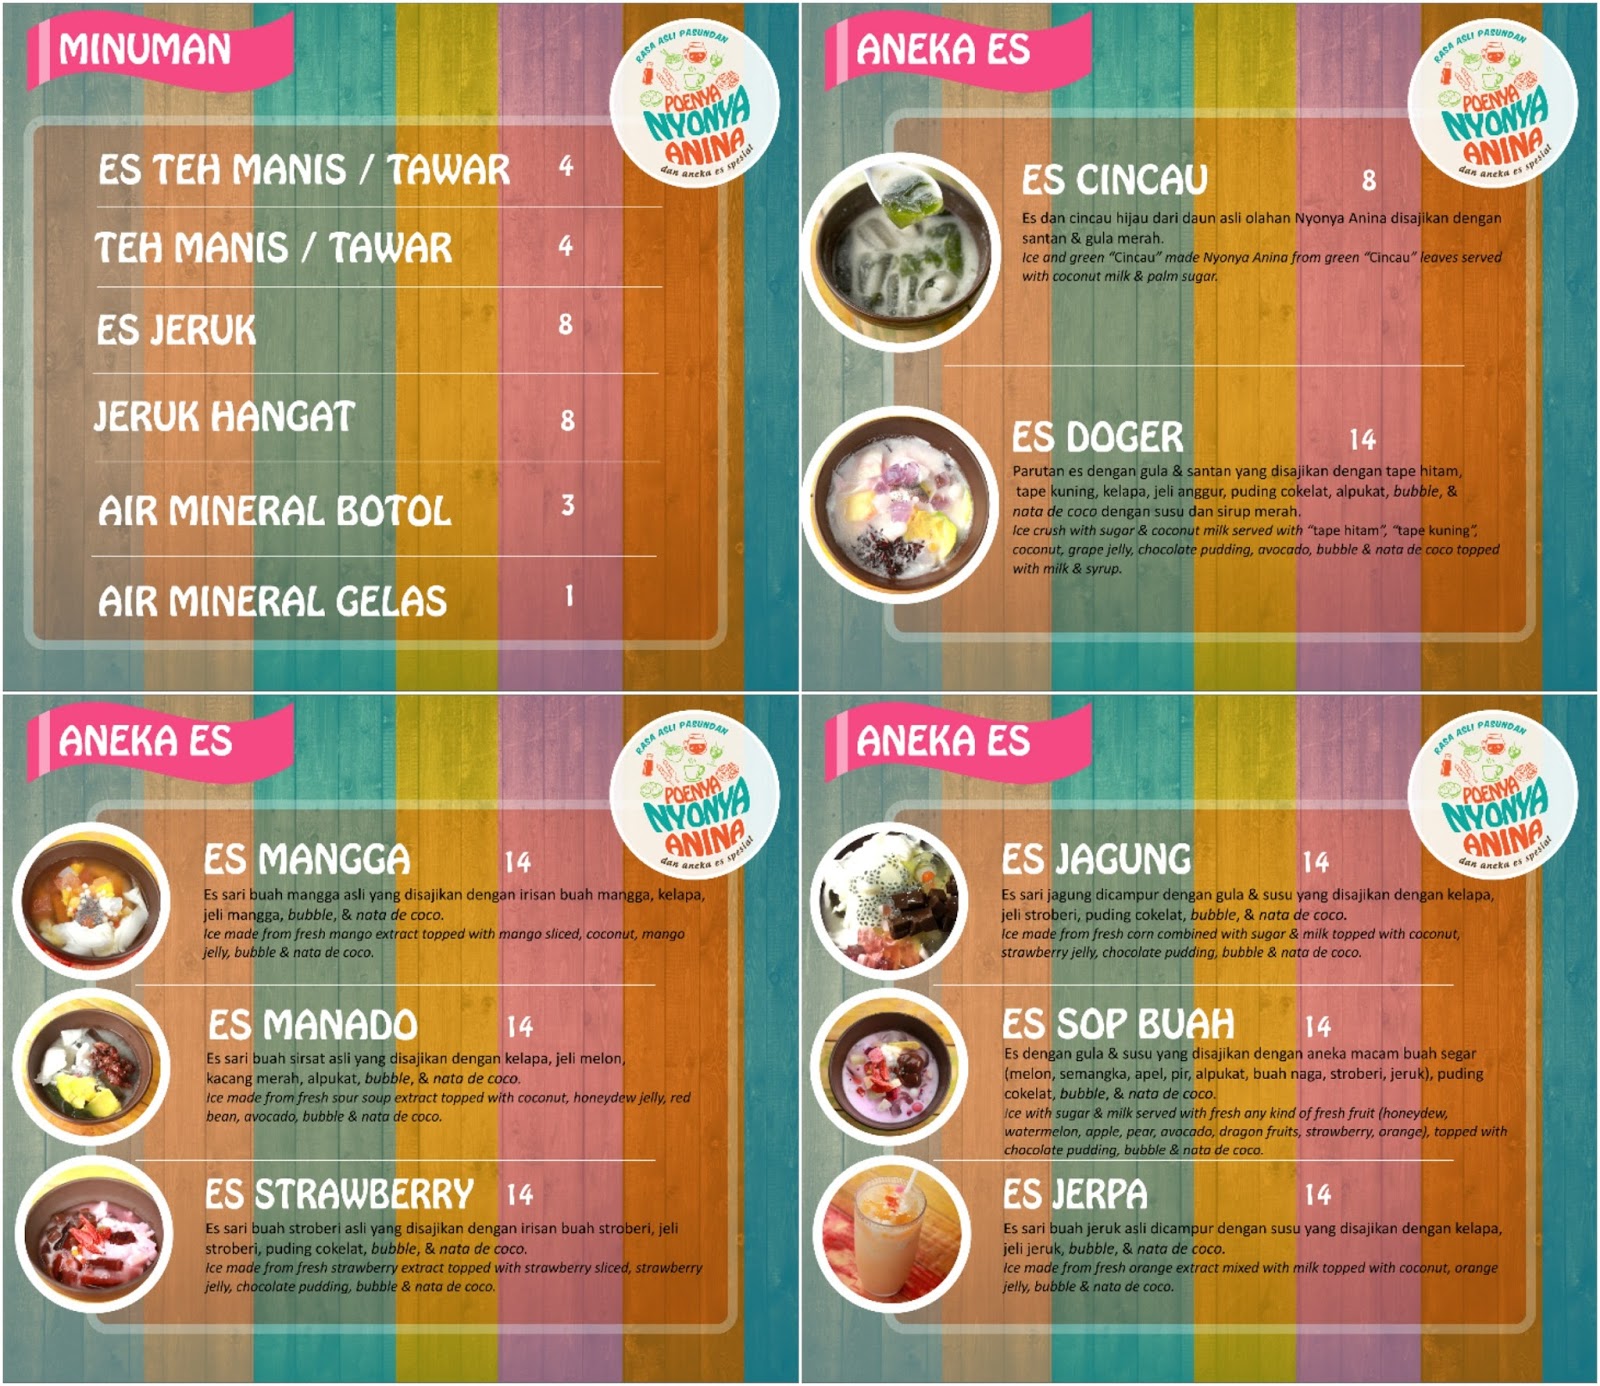 MINUMAN
RASA ASLI PASUNDAN
POENYA
NYONYA
ANINA
dan aneka es spesial
ES TEH MANIS / TAWAR 4
TEH MANIS / TAWAR 4
ES JERUK 8
JERUK HANGAT 8
AIR MINERAL BOTOL 3
AIR MINERAL GELAS 1
ANEKA ES
RASA ASLI PASUNDAN
POENYA
NYONYA
ANINA
dan aneka es spesial
ES CINCAU 8
Es dan cincau hijau dari daun asli olahan Nyonya Anina disajikan dengan
santan & gula merah.
Ice and green “Cincau” made Nyonya Anina from green “Cincau” leaves served
with coconut milk & palm sugar.
ES DOGER 14
Parutan es dengan gula & santan yang disajikan dengan tape hitam,
tape kuning, kelapa, jeli anggur, puding cokelat, alpukat, bubble, &
nata de coco dengan susu dan sirup merah.
Ice crush with sugar & coconut milk served with “tape hitam”, “tape kuning”,
coconut, grape jelly, chocolate pudding, avocado, bubble & nata de coco topped
with milk & syrup.
ANEKA ES
RASA ASLI PASUNDAN
POENYA
NYONYA
ANINA
dan aneka es spesial
ES MANGGA 14
Es sari buah mangga asli yang disajikan dengan irisan buah mangga, kelapa,
jeli mangga, bubble, & nata de coco.
Ice made from fresh mango extract topped with mango sliced, coconut, mango
jelly, bubble & nata de coco.
ES MANADO 14
Es sari buah sirsat asli yang disajikan dengan kelapa, jeli melon,
kacang merah, alpukat, bubble, & nata de coco.
Ice made from fresh sour soup extract topped with coconut, honeydew jelly, red
bean, avocado, bubble & nata de coco.
ES STRAWBERRY 14
Es sari buah stroberi asli yang disajikan dengan irisan buah stroberi, jeli
stroberi, puding cokelat, bubble, & nata de coco.
Ice made from fresh strawberry extract topped with strawberry sliced, strawberry
jelly, chocolate pudding, bubble & nata de coco.
ANEKA ES
RASA ASLI PASUNDAN
POENYA
NYONYA
ANINA
dan aneka es spesial
ES JAGUNG 14
Es sari jagung dicampur dengan gula & susu yang disajikan dengan kelapa,
jeli stroberi, puding cokelat, bubble, & nata de coco.
Ice made from fresh corn combined with sugar & milk topped with coconut,
strawberry jelly, chocolate pudding, bubble & nata de coco.
ES SOP BUAH 14
Es dengan gula & susu yang disajikan dengan aneka macam buah segar
(melon, semangka, apel, pir, alpukat, buah naga, stroberi, jeruk), puding
cokelat, bubble, & nata de coco.
Ice with sugar & milk served with fresh any kind of fresh fruit (honeydew,
watermelon, apple, pear, avocado, dragon fruits, strawberry, orange), topped with
chocolate pudding, bubble & nata de coco.
ES JERPA 14
Es sari buah jeruk asli dicampur dengan susu yang disajikan dengan kelapa,
jeli jeruk, bubble, & nata de coco.
Ice made from fresh orange extract mixed with milk topped with coconut, orange
jelly, bubble & nata de coco.